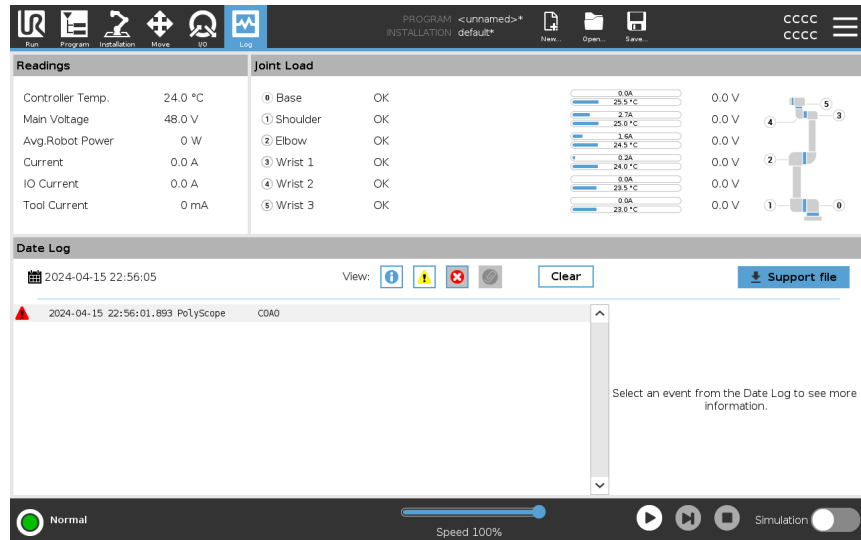 PROGRAM <unnamed>*
INSTALLATION default*
cccc
cccc
Run Program Installation Move I/O Log New... Open... Save...
Readings
Controller Temp. 24.0 °C
Main Voltage 48.0 V
Avg.Robot Power 0 W
Current 0.0 A
IO Current 0.0 A
Tool Current 0 mA
Joint Load
0 Base OK 0.0A 25.5 °C 0.0 V
1 Shoulder OK 2.7A 25.0 °C 0.0 V
2 Elbow OK 1.6A 24.5 °C 0.0 V
3 Wrist 1 OK 0.2A 24.0 °C 0.0 V
4 Wrist 2 OK 0.0A 23.5 °C 0.0 V
5 Wrist 3 OK 0.0A 23.0 °C 0.0 V
5
4 3
2
1 0
Date Log
2024-04-15 22:56:05 View: Clear Support file
2024-04-15 22:56:01.893 PolyScope C0A0
Select an event from the Date Log to see more
information.
Normal Speed 100% Simulation